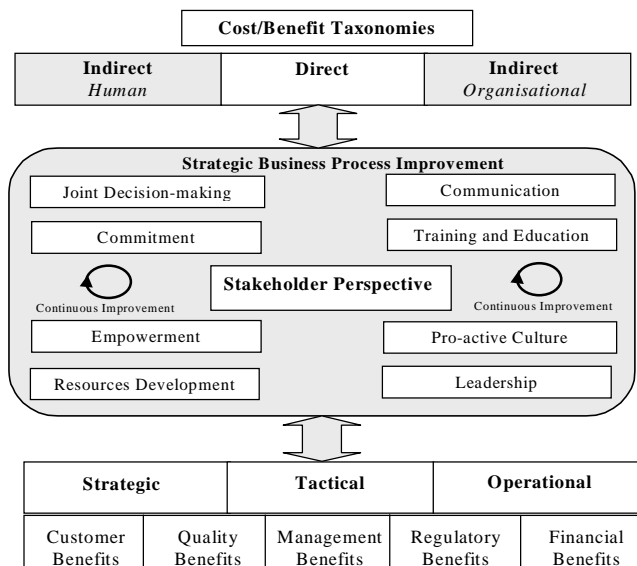 Cost/Benefit Taxonomies
Indirect
Human
Direct
Indirect
Organisational
Strategic Business Process Improvement
Joint Decision-making
Communication
Commitment
Training and Education
Stakeholder Perspective
Continuous Improvement
Continuous Improvement
Empowerment
Pro-active Culture
Resources Development
Leadership
Strategic
Tactical
Operational
Customer
Benefits
Quality
Benefits
Management
Benefits
Regulatory
Benefits
Financial
Benefits